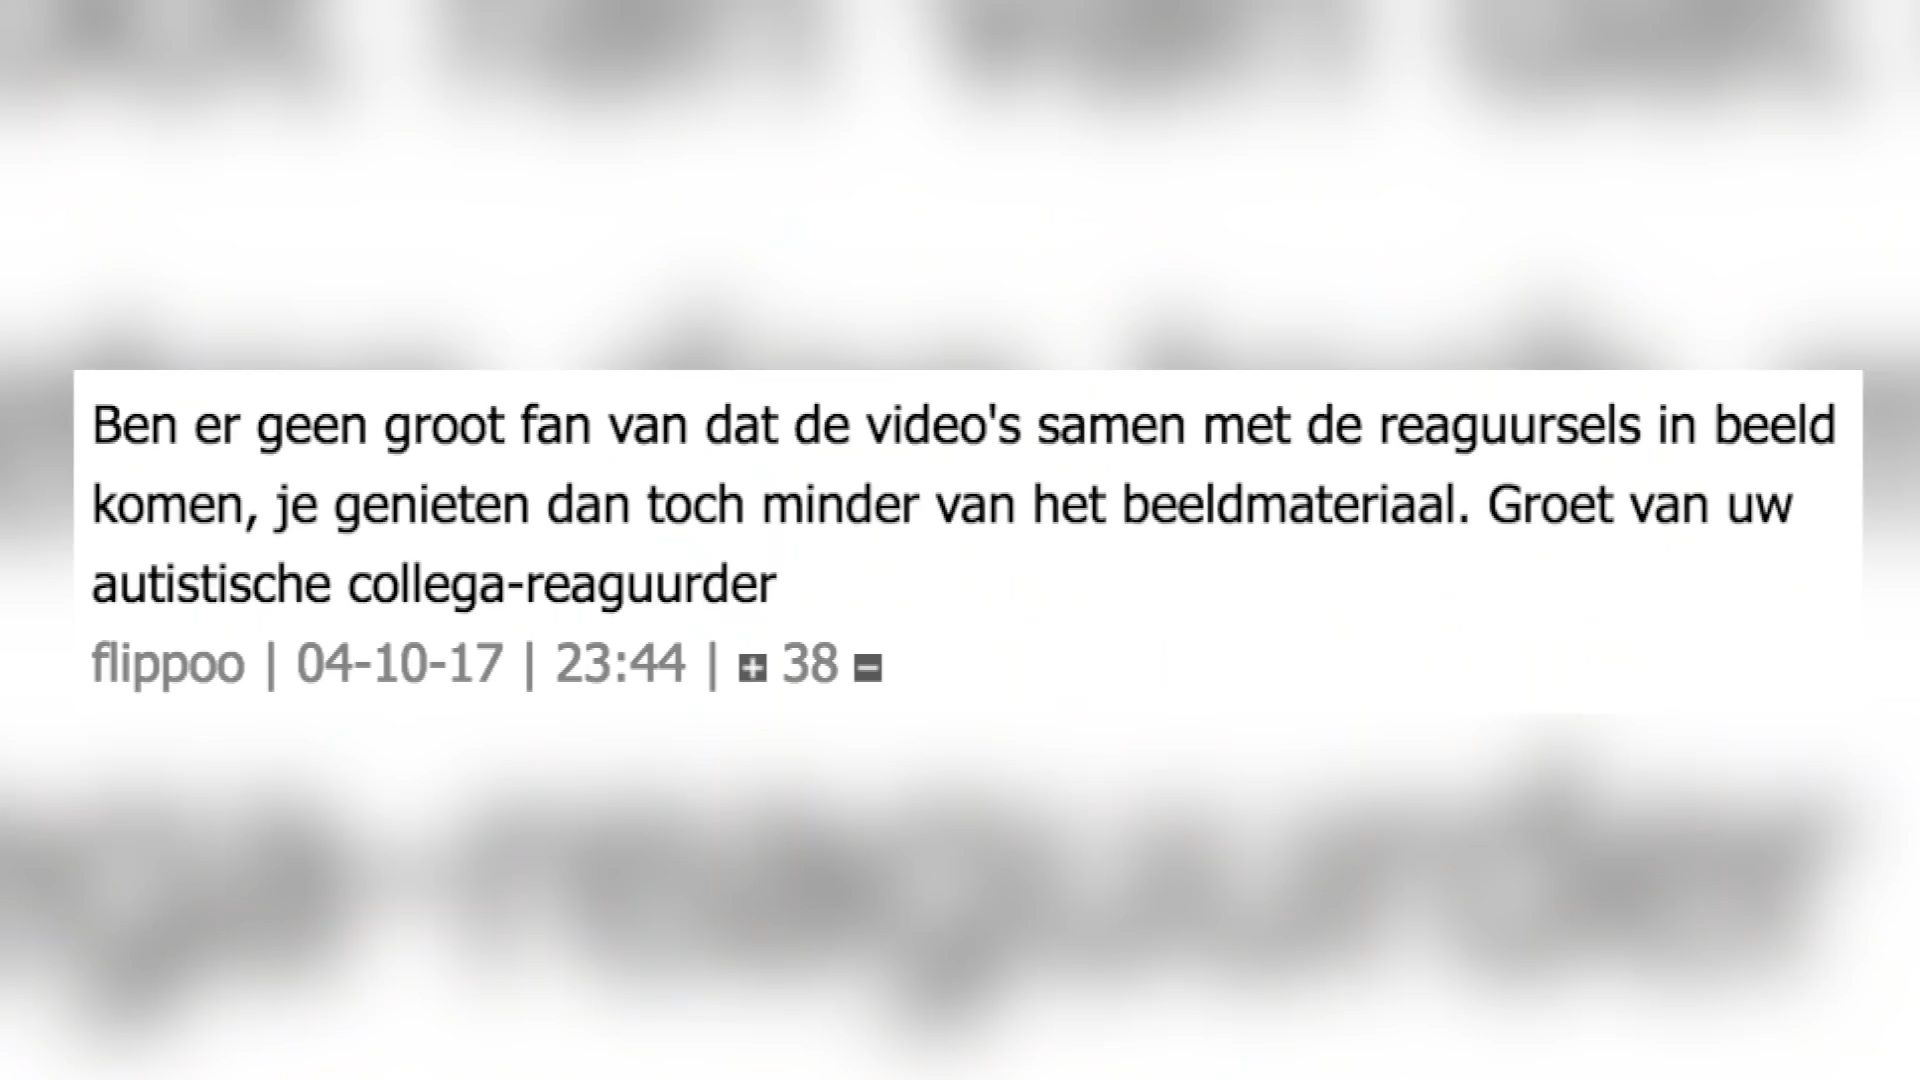 Ben er geen groot fan van dat de video's samen met de reaguursels in beeld
komen, je genieten dan toch minder van het beeldmateriaal. Groet van uw
autistische collega-reaguurder
flippoo | 04-10-17 | 23:44 | + 38 −